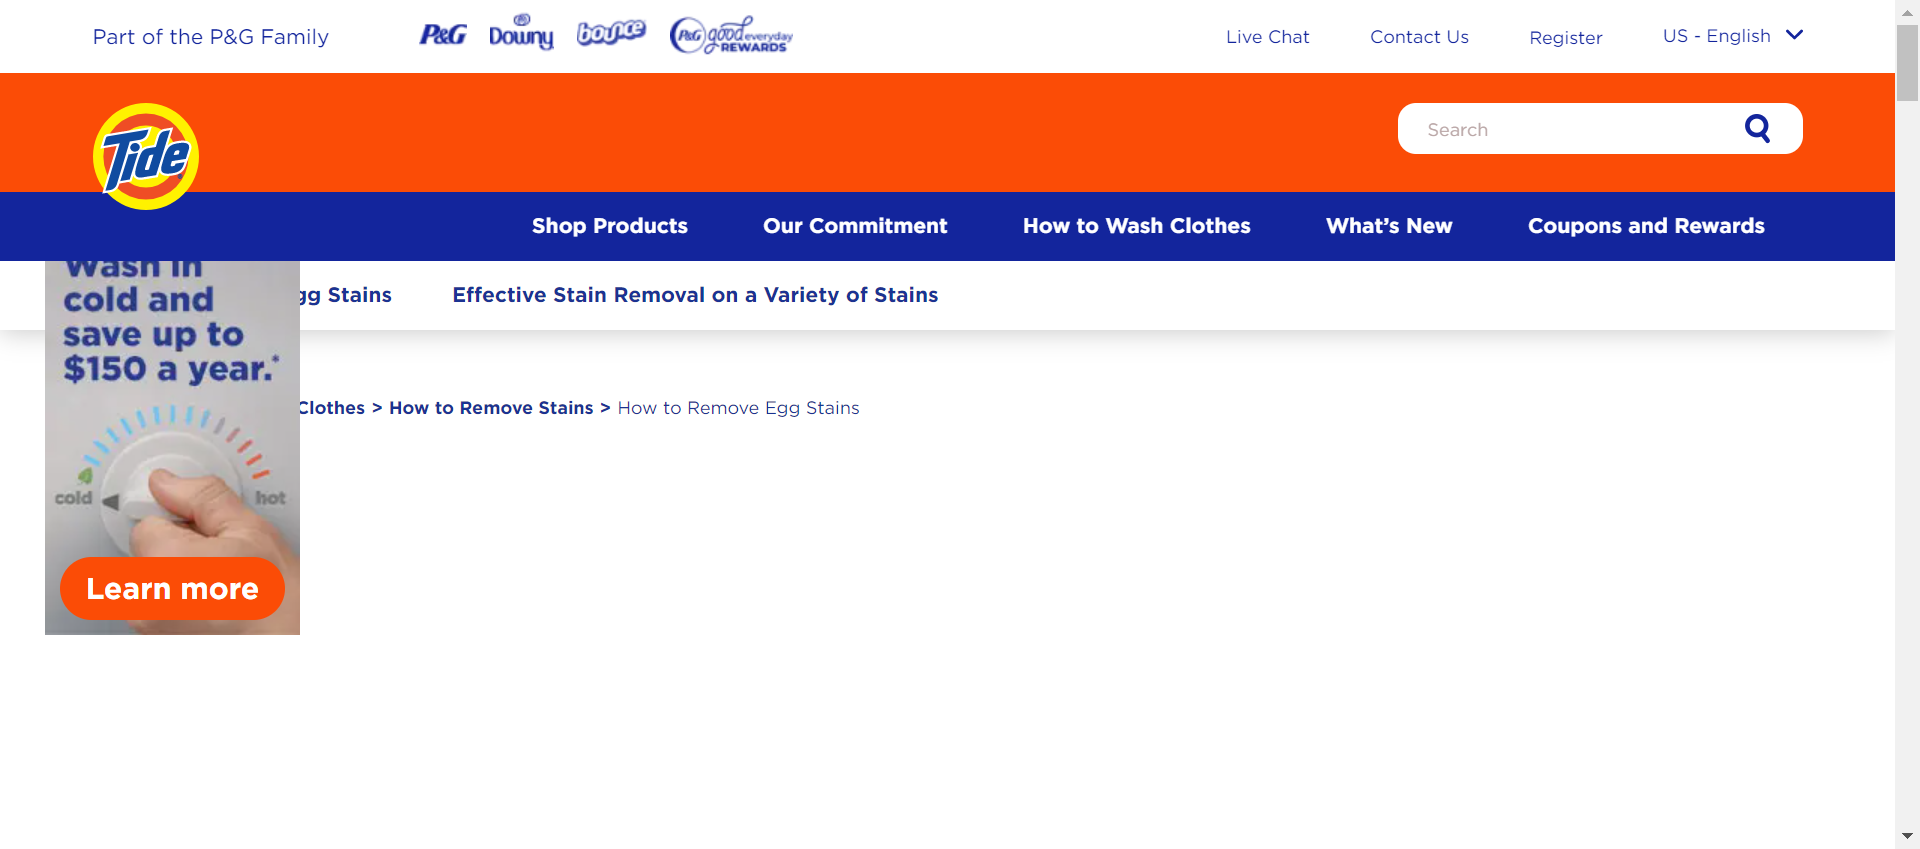 Part of the P&G Family
P&G
Downy
bounce
P&G good everyday
REWARDS
Live Chat
Contact Us
Register
US - English
Tide
Search
Shop Products
Our Commitment
How to Wash Clothes
What's New
Coupons and Rewards
gg Stains
Effective Stain Removal on a Variety of Stains
Wash in
cold and
save up to
$150 a year.*
Clothes > How to Remove Stains > How to Remove Egg Stains
cold
hot
Learn more